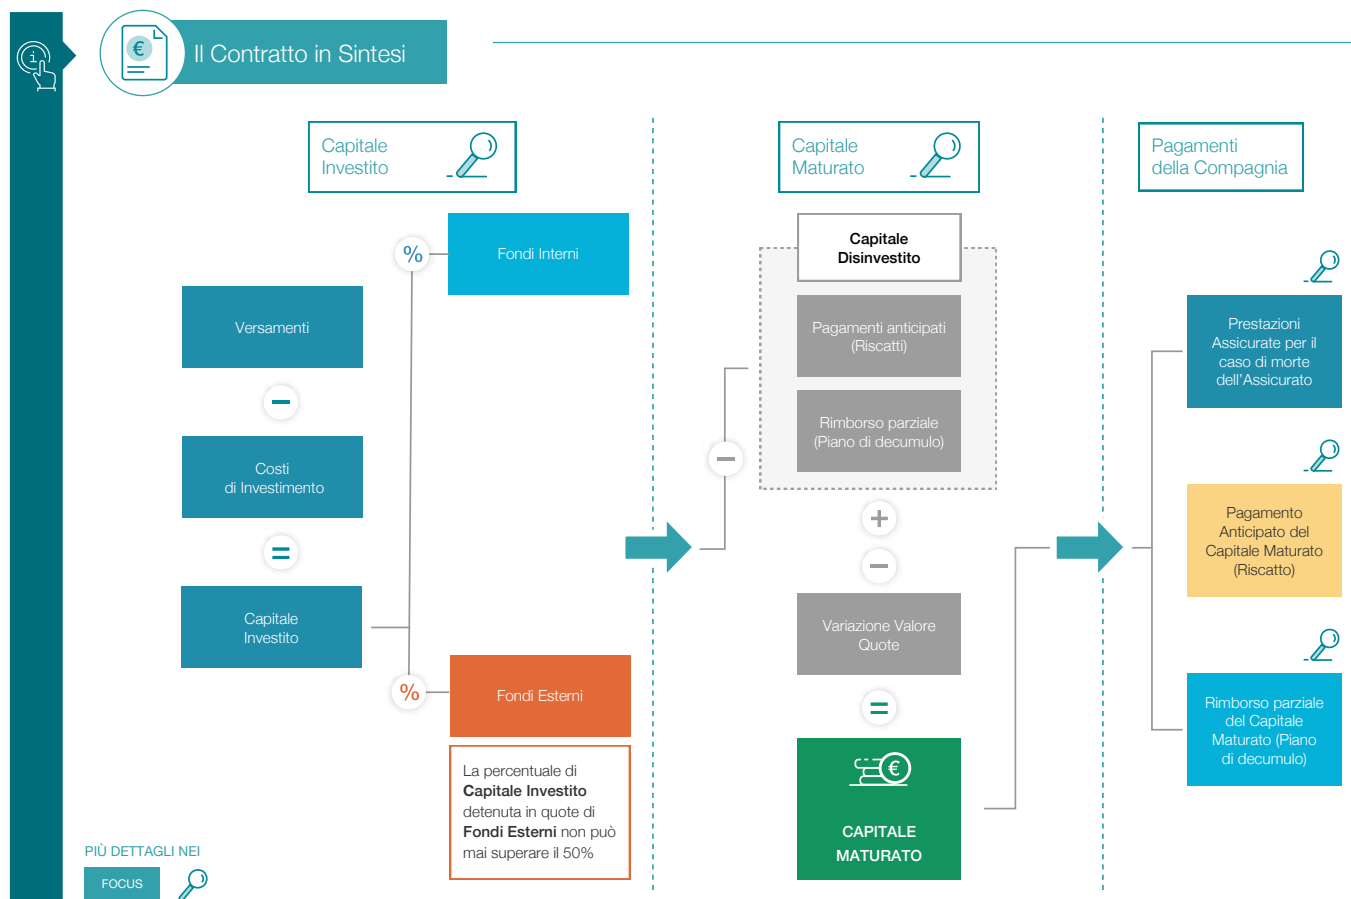 Il Contratto in Sintesi
Capitale
Investito
Capitale
Maturato
Pagamenti
della Compagnia
%
Fondi Interni
Versamenti
−
Costi
di Investimento
=
Capitale
Investito
%
Fondi Esterni
La percentuale di
Capitale Investito
detenuta in quote di
Fondi Esterni non può
mai superare il 50%
Capitale
Disinvestito
Pagamenti anticipati
(Riscatti)
Rimborso parziale
(Piano di decumulo)
−
+
−
Variazione Valore
Quote
=
€
CAPITALE
MATURATO
Prestazioni
Assicurate per il
caso di morte
dell'Assicurato
Pagamento
Anticipato del
Capitale Maturato
(Riscatto)
Rimborso parziale
del Capitale
Maturato (Piano
di decumulo)
PIÙ DETTAGLI NEI
FOCUS